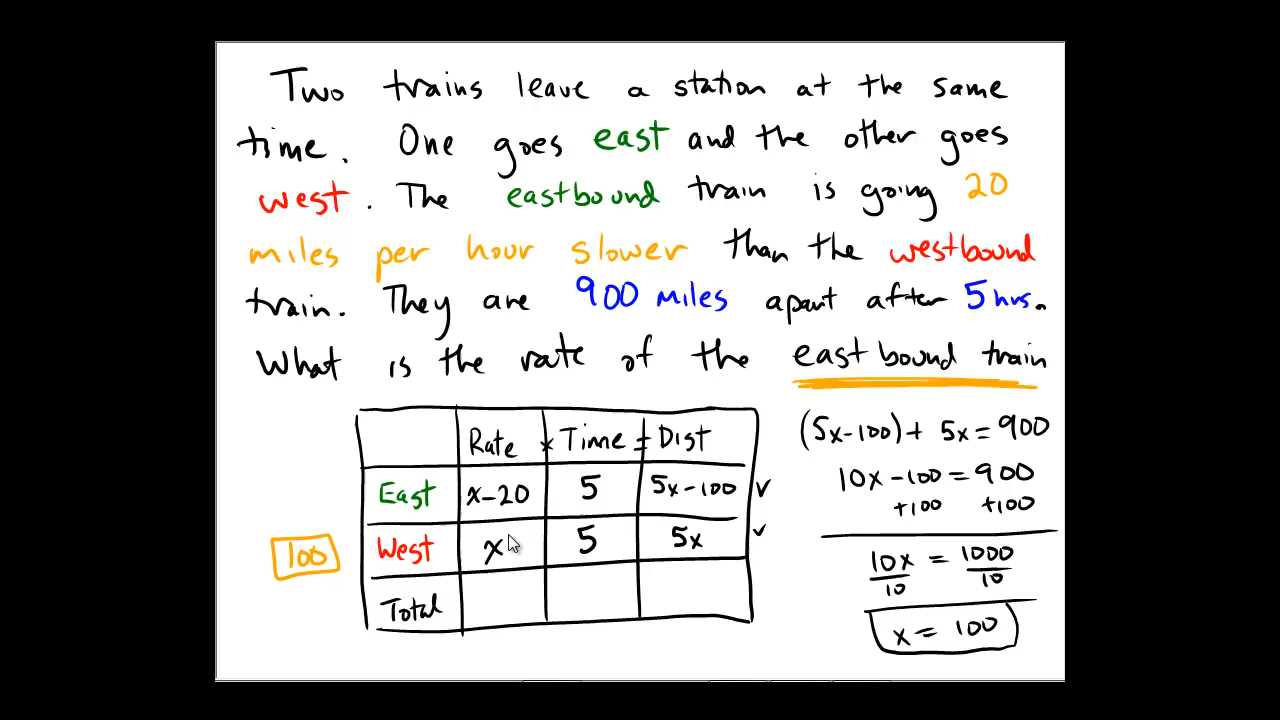 Two trains leave a station at the same
time. One goes east and the other goes
west. The eastbound train is going 20
miles per hour slower than the westbound
train. They are 900 miles apart after 5 hrs.
What is the rate of the eastbound train
Rate × Time = Dist
East x-20 5 5x-100 ✓
West x 5 5x ✓
Total
100
(5x-100) + 5x = 900
10x -100 = 900
+100 +100
10x = 1000
10 10
x = 100